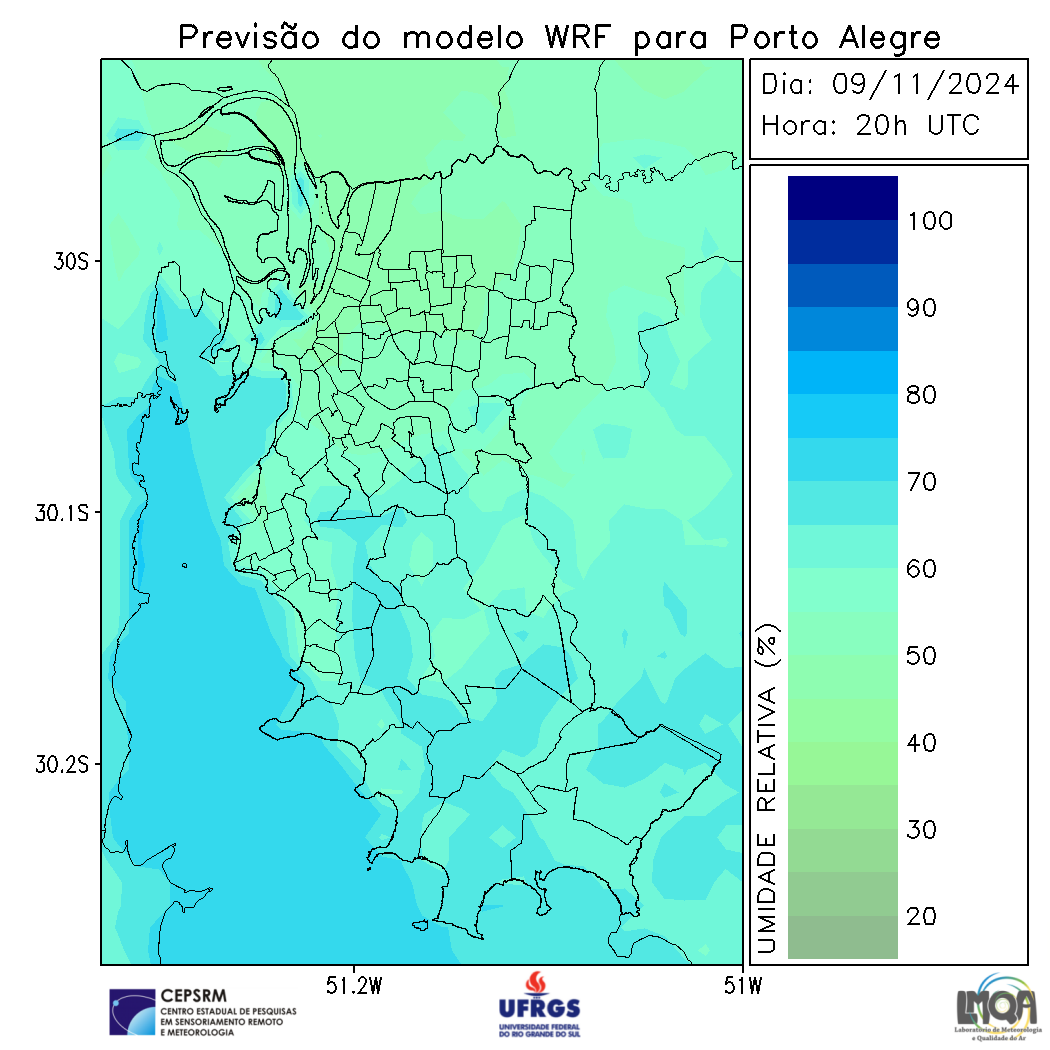 Previsão do modelo WRF para Porto Alegre
Dia: 09/11/2024
Hora: 20h UTC
100
90
80
70
60
50
40
30
20
UMIDADE RELATIVA (%)
30S
30.1S
30.2S
51.2W
51W
CEPSRM
CENTRO ESTADUAL DE PESQUISAS
EM SENSORIAMENTO REMOTO
E METEOROLOGIA
UFRGS
UNIVERSIDADE FEDERAL
DO RIO GRANDE DO SUL
LMQA
Laboratório de Meteorologia
e Qualidade do Ar